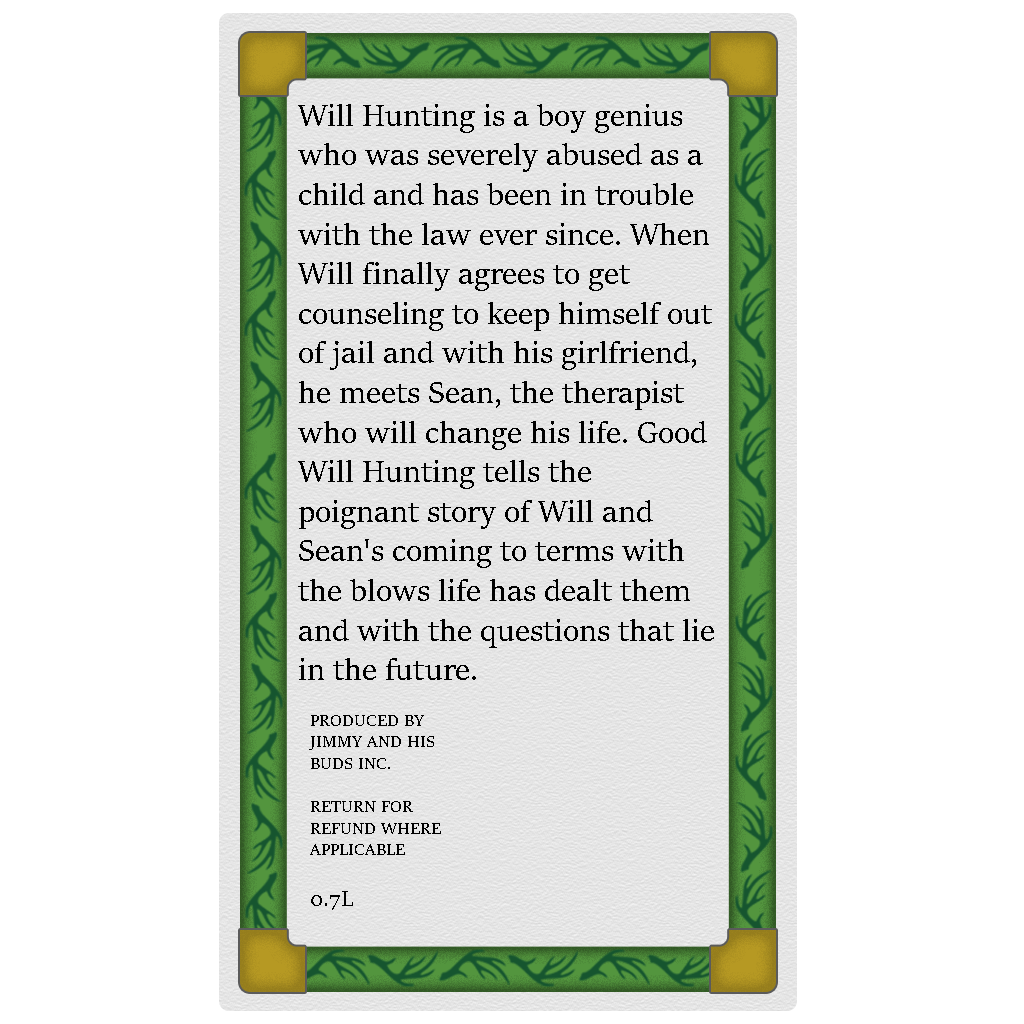 Will Hunting is a boy genius
who was severely abused as a
child and has been in trouble
with the law ever since. When
Will finally agrees to get
counseling to keep himself out
of jail and with his girlfriend,
he meets Sean, the therapist
who will change his life. Good
Will Hunting tells the
poignant story of Will and
Sean's coming to terms with
the blows life has dealt them
and with the questions that lie
in the future.
PRODUCED BY
JIMMY AND HIS
BUDS INC.
RETURN FOR
REFUND WHERE
APPLICABLE
0.7L